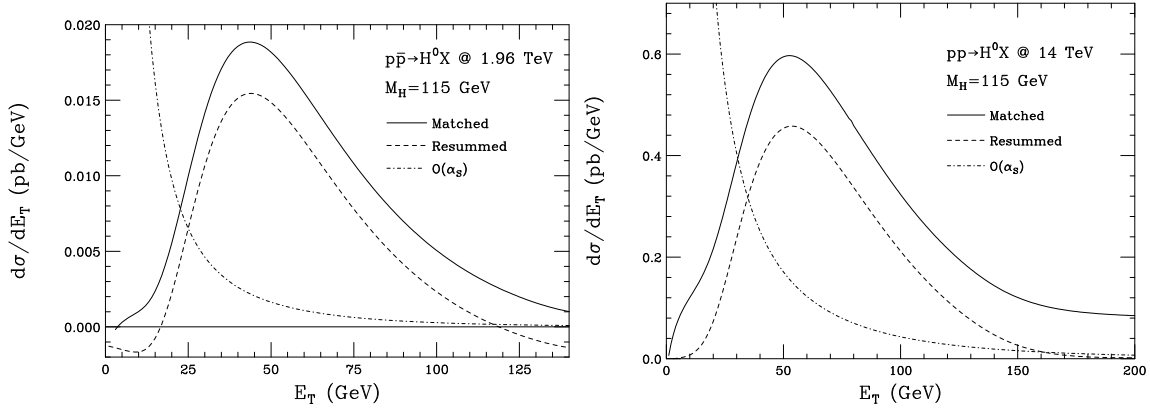 0.020
0.015
0.010
0.005
0.000
dσ/dE_T (pb/GeV)
pp̄→H⁰X @ 1.96 TeV
M_H=115 GeV
Matched
Resummed
O(α_S)
0 25 50 75 100 125
E_T (GeV)
0.6
0.4
0.2
0.0
dσ/dE_T (pb/GeV)
pp→H⁰X @ 14 TeV
M_H=115 GeV
Matched
Resummed
O(α_S)
0 50 100 150 200
E_T (GeV)